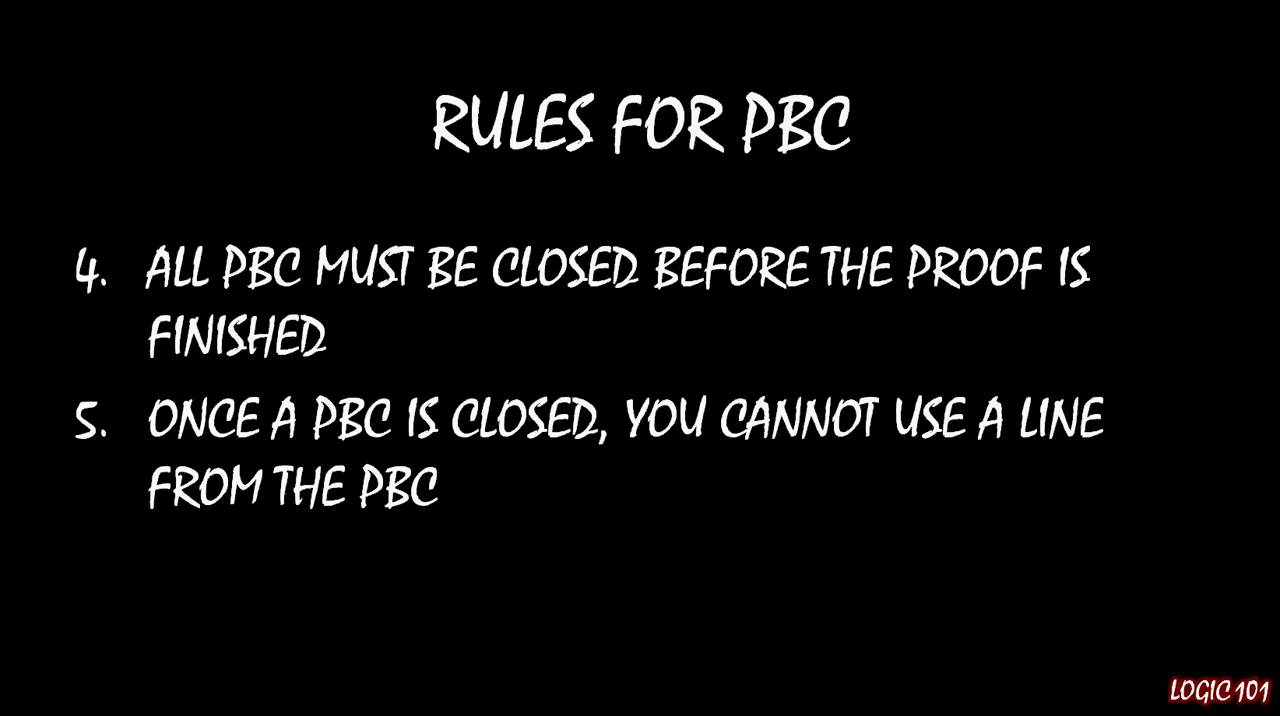 RULES FOR PBC
4. ALL PBC MUST BE CLOSED BEFORE THE PROOF IS
FINISHED
5. ONCE A PBC IS CLOSED, YOU CANNOT USE A LINE
FROM THE PBC
LOGIC 101